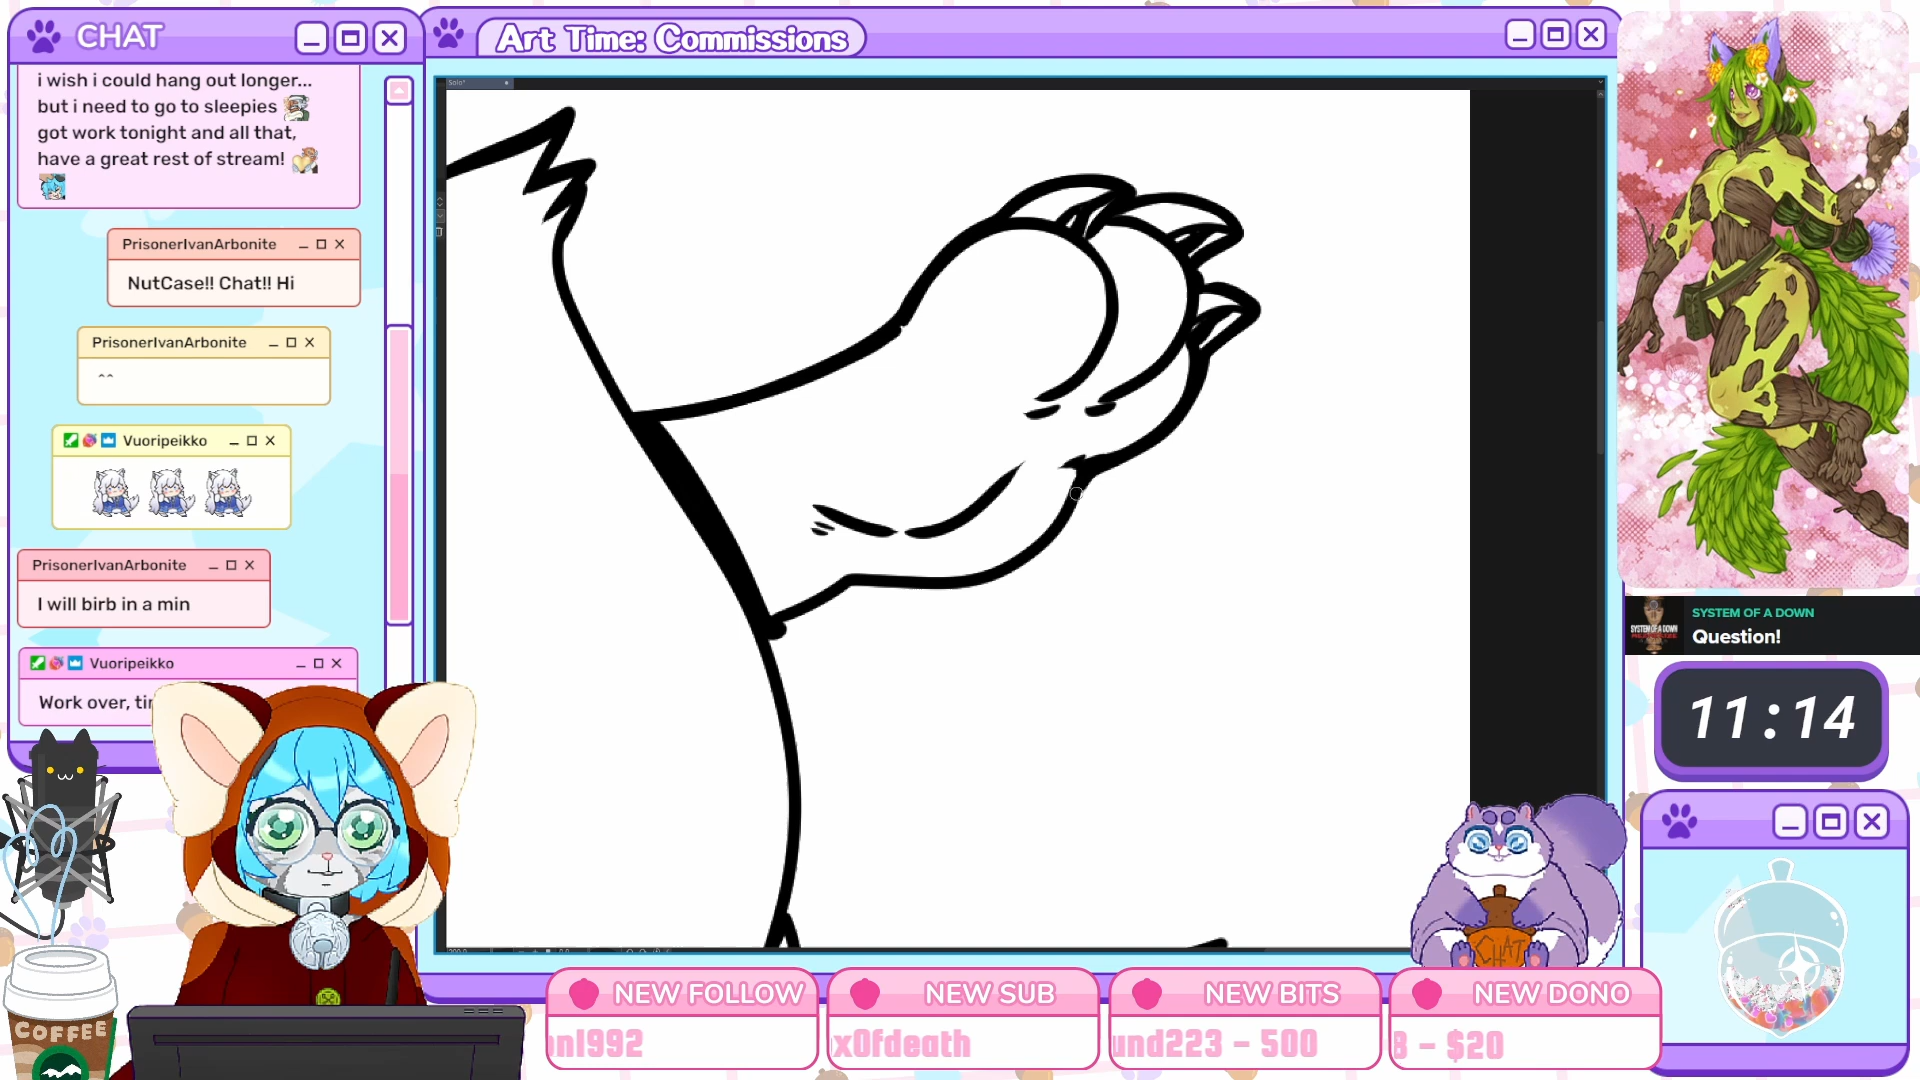 CHAT
i wish i could hang out longer...
but i need to go to sleepies
got work tonight and all that,
have a great rest of stream!
PrisonerIvanArbonite
NutCase!! Chat!! Hi
PrisonerIvanArbonite
^^
Vuoripeikko
PrisonerIvanArbonite
I will birb in a min
Vuoripeikko
Work over,
COFFEE
Art Time: Commissions
Solo*
SYSTEM OF A DOWN
Question!
11:14
CHAT
NEW FOLLOW
nl992
NEW SUB
x0fdeath
NEW BITS
und223 - 500
NEW DONO
- $20